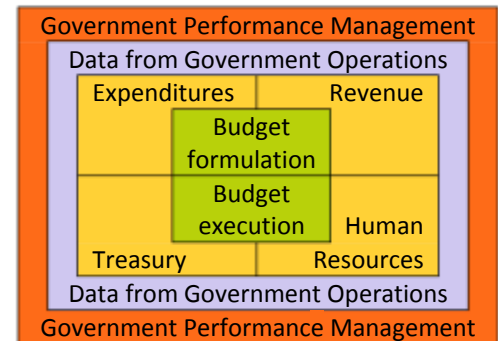 Government Performance Management
Data from Government Operations
Expenditures Revenue
Budget
formulation
Budget
execution Human
Treasury Resources
Data from Government Operations
Government Performance Management